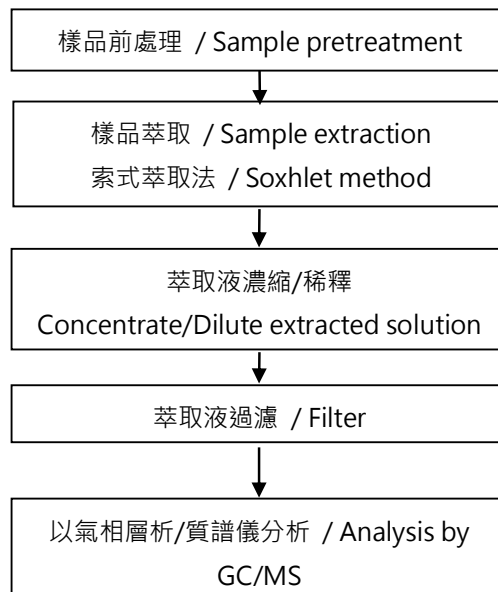 樣品前處理 / Sample pretreatment
樣品萃取 / Sample extraction
索式萃取法 / Soxhlet method
萃取液濃縮/稀釋
Concentrate/Dilute extracted solution
萃取液過濾 / Filter
以氣相層析/質譜儀分析 / Analysis by
GC/MS